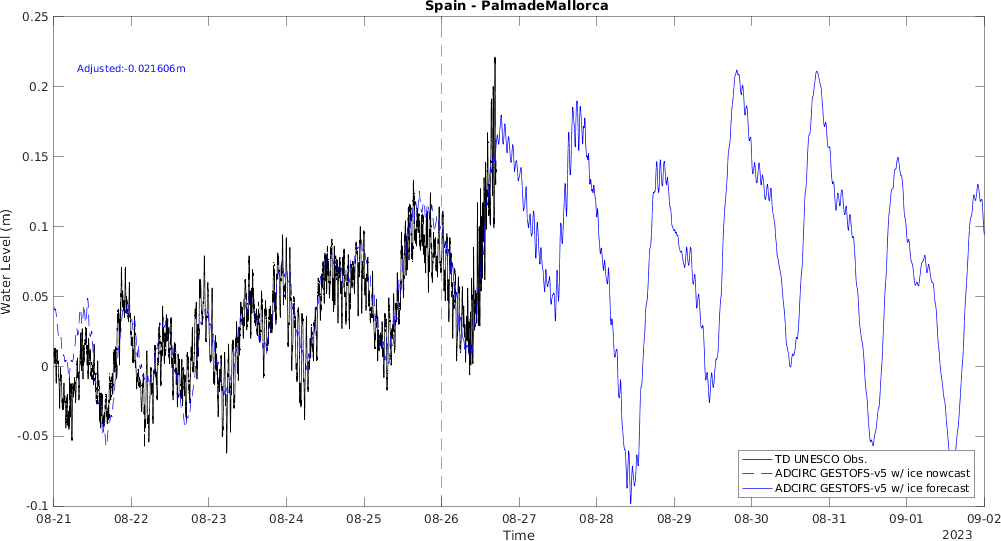 Spain - PalmadeMallorca
Adjusted:-0.021606m
Water Level (m)
0.25
0.2
0.15
0.1
0.05
0
-0.05
-0.1
08-21 08-22 08-23 08-24 08-25 08-26 08-27 08-28 08-29 08-30 08-31 09-01 09-02
Time
2023
TD UNESCO Obs.
ADCIRC GESTOFS-v5 w/ ice nowcast
ADCIRC GESTOFS-v5 w/ ice forecast